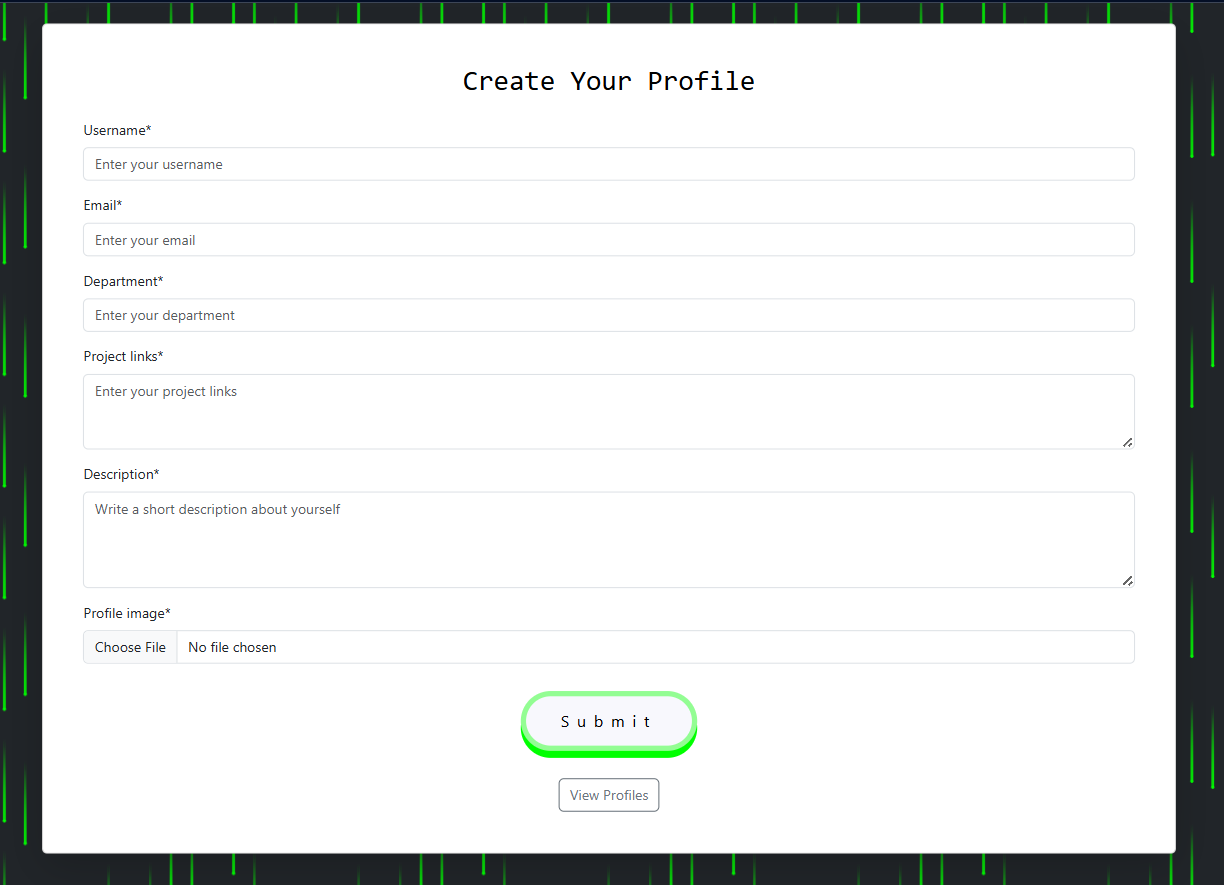 Create Your Profile
Username*
Enter your username
Email*
Enter your email
Department*
Enter your department
Project links*
Enter your project links
Description*
Write a short description about yourself
Profile image*
Choose File No file chosen
Submit
View Profiles